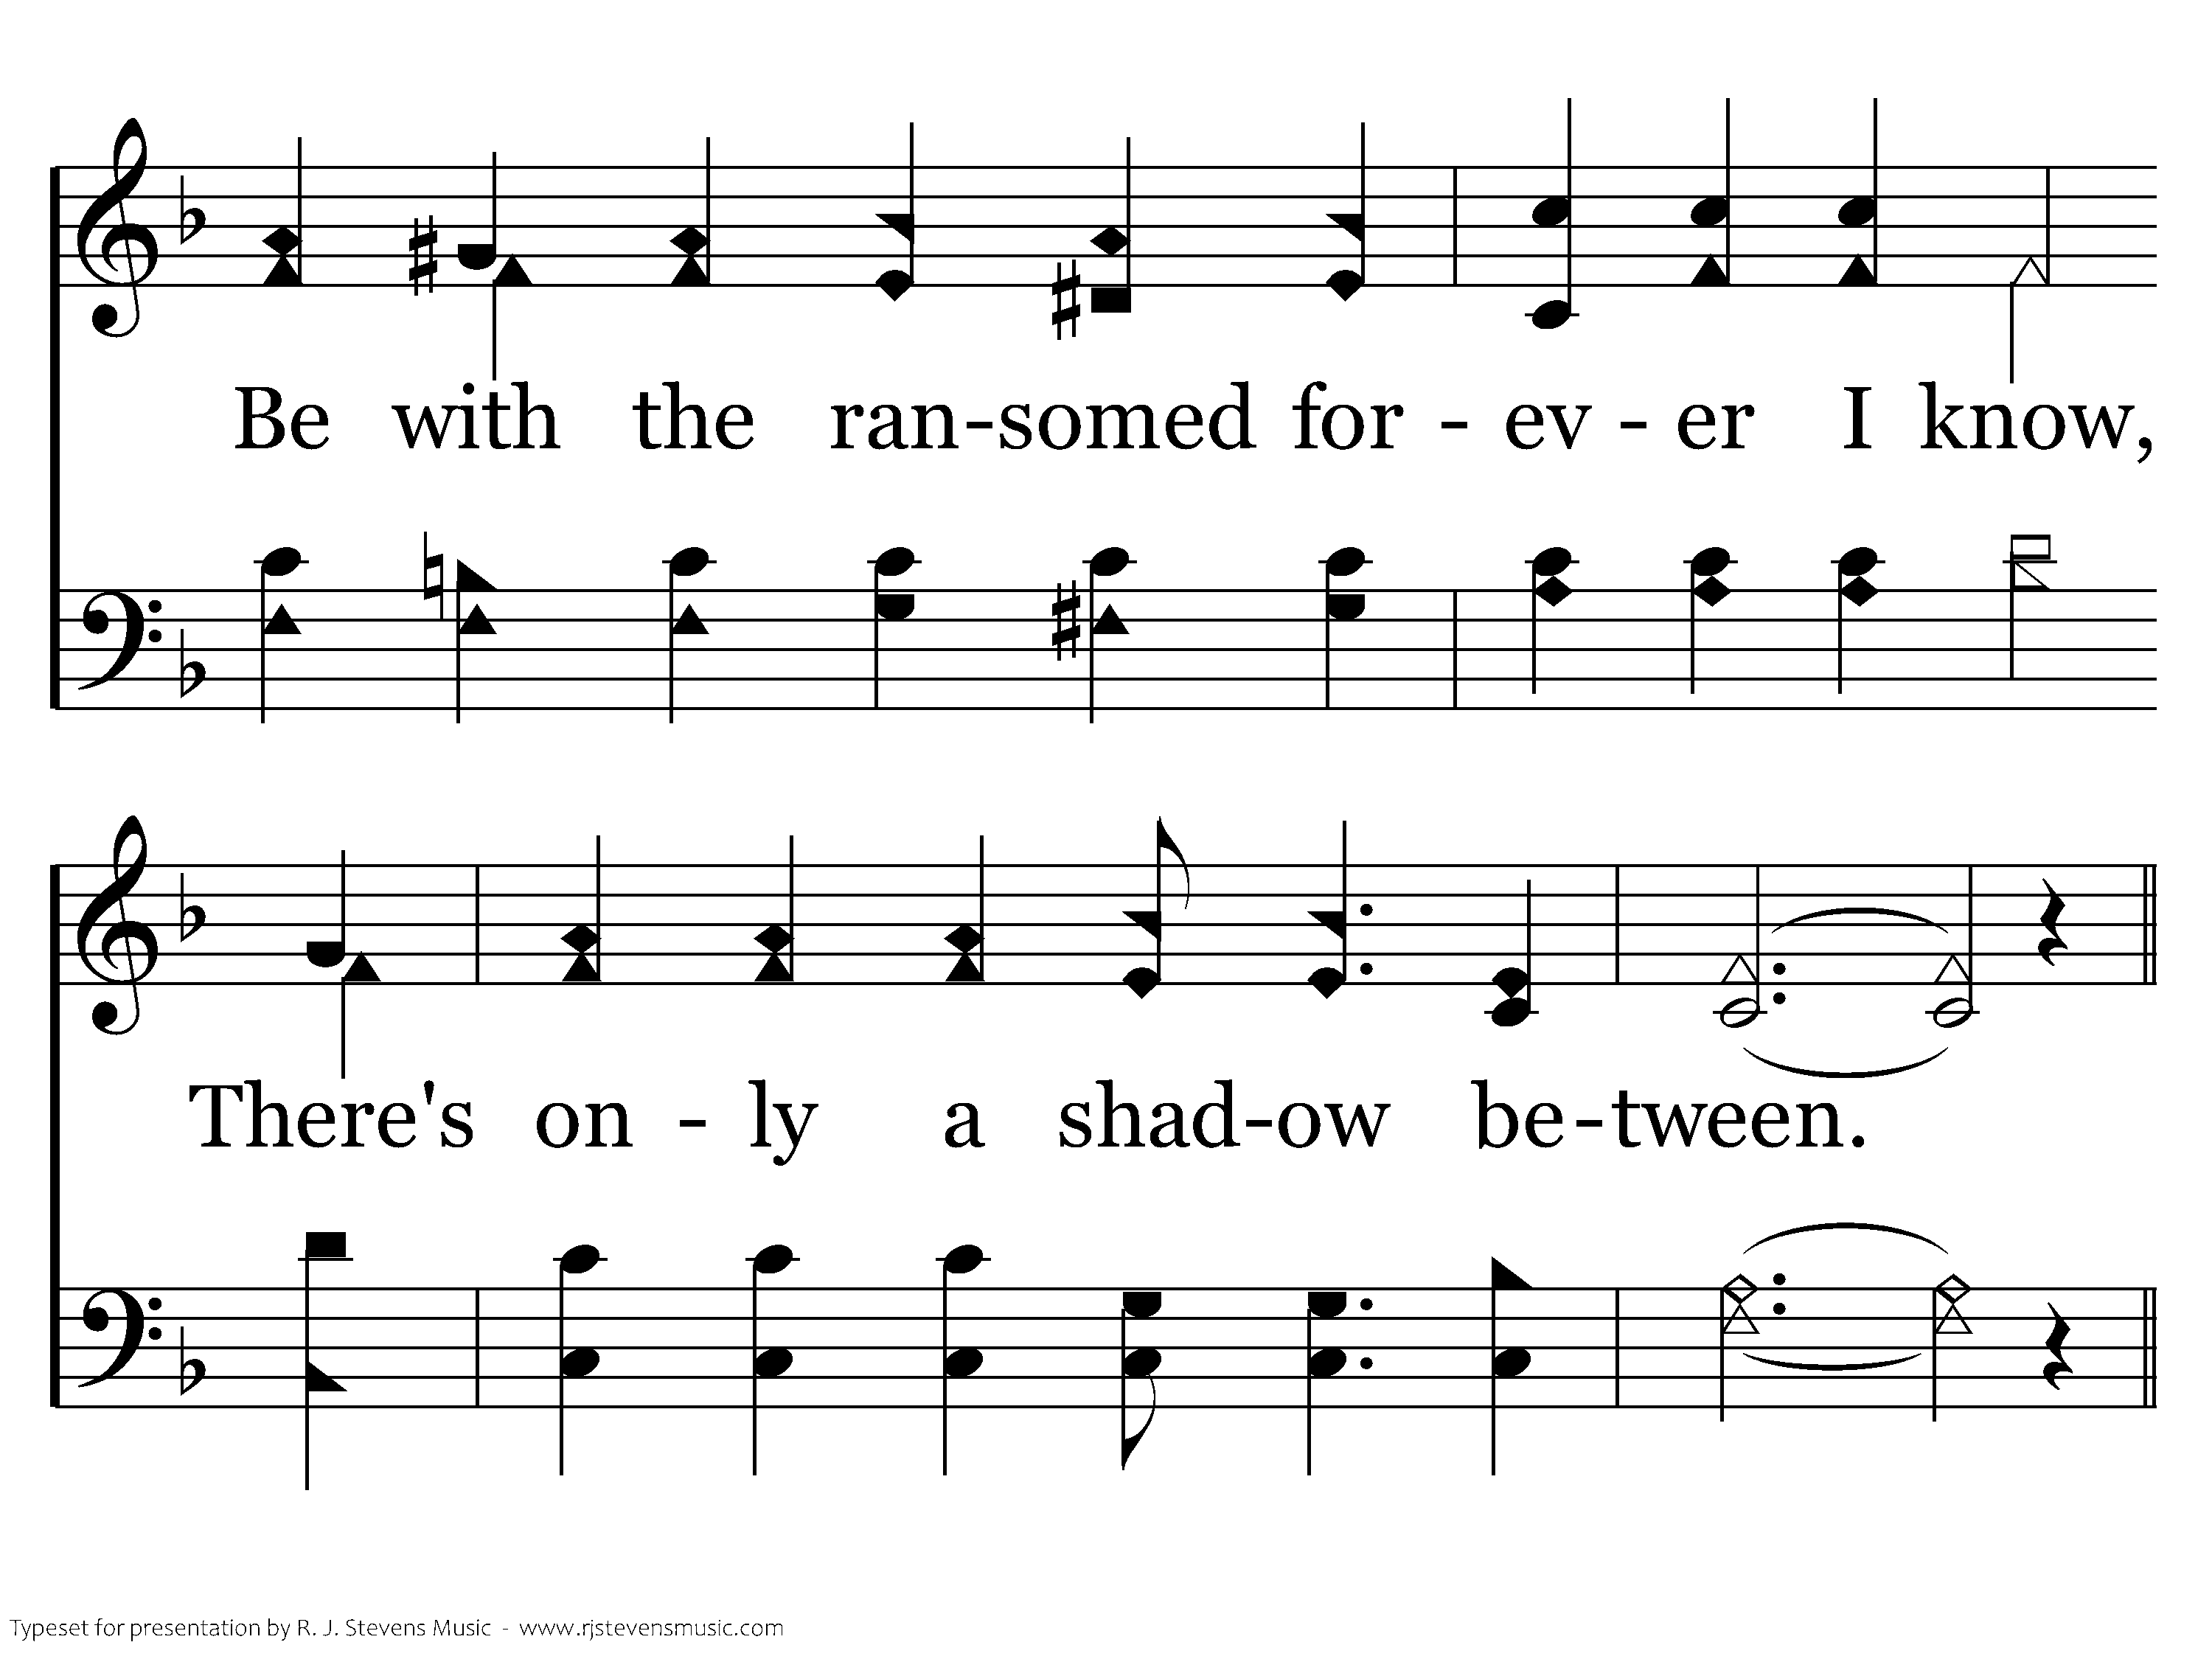 Be with the ran-somed for - ev - er I know,
There's on - ly a shad-ow be-tween.
Typeset for presentation by R. J. Stevens Music - www.rjstevensmusic.com